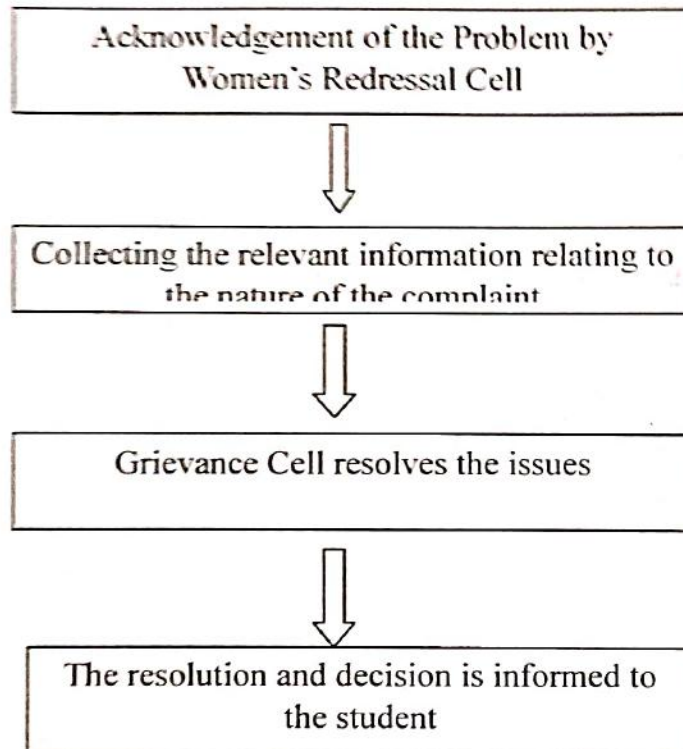 Acknowledgement of the Problem by
Women's Redressal Cell
Collecting the relevant information relating to
the nature of the complaint
Grievance Cell resolves the issues
The resolution and decision is informed to
the student